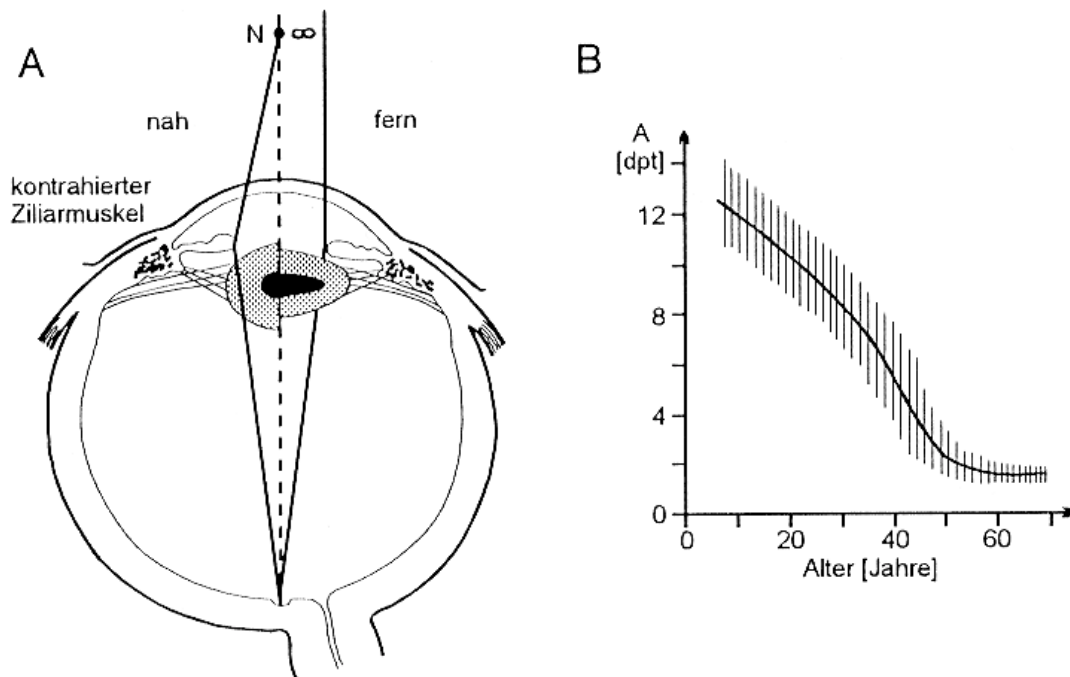 A
N ∞
nah
fern
kontrahierter
Ziliarmuskel
B
A
[dpt]
12
8
4
0
0 20 40 60
Alter [Jahre]